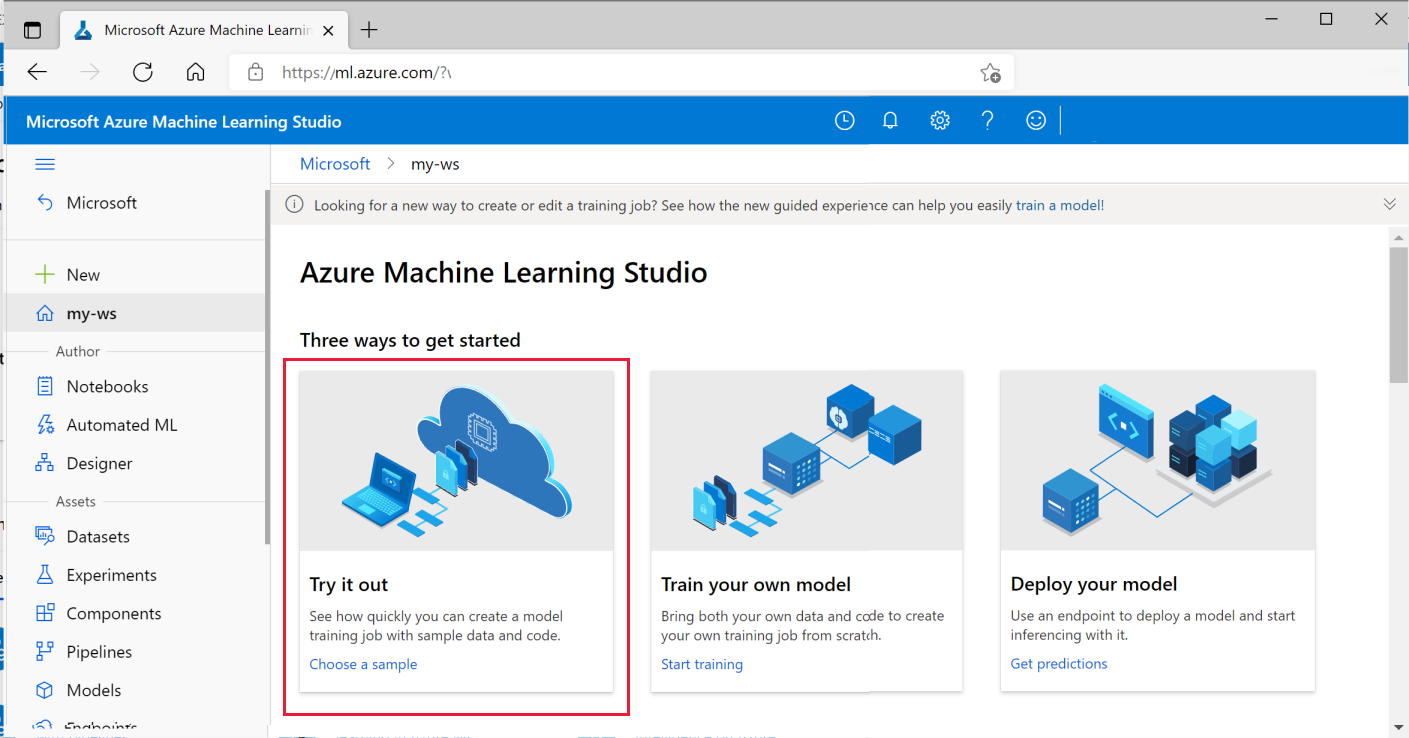 Microsoft Azure Machine Learnin
https://ml.azure.com/?
Microsoft Azure Machine Learning Studio
Microsoft
New
my-ws
Author
Notebooks
Automated ML
Designer
Assets
Datasets
Experiments
Components
Pipelines
Models
Endpoints
Microsoft > my-ws
Looking for a new way to create or edit a training job? See how the new guided experience can help you easily train a model!
Azure Machine Learning Studio
Three ways to get started
Try it out
See how quickly you can create a model
training job with sample data and code.
Choose a sample
Train your own model
Bring both your own data and code to create
your own training job from scratch.
Start training
Deploy your model
Use an endpoint to deploy a model and start
inferencing with it.
Get predictions